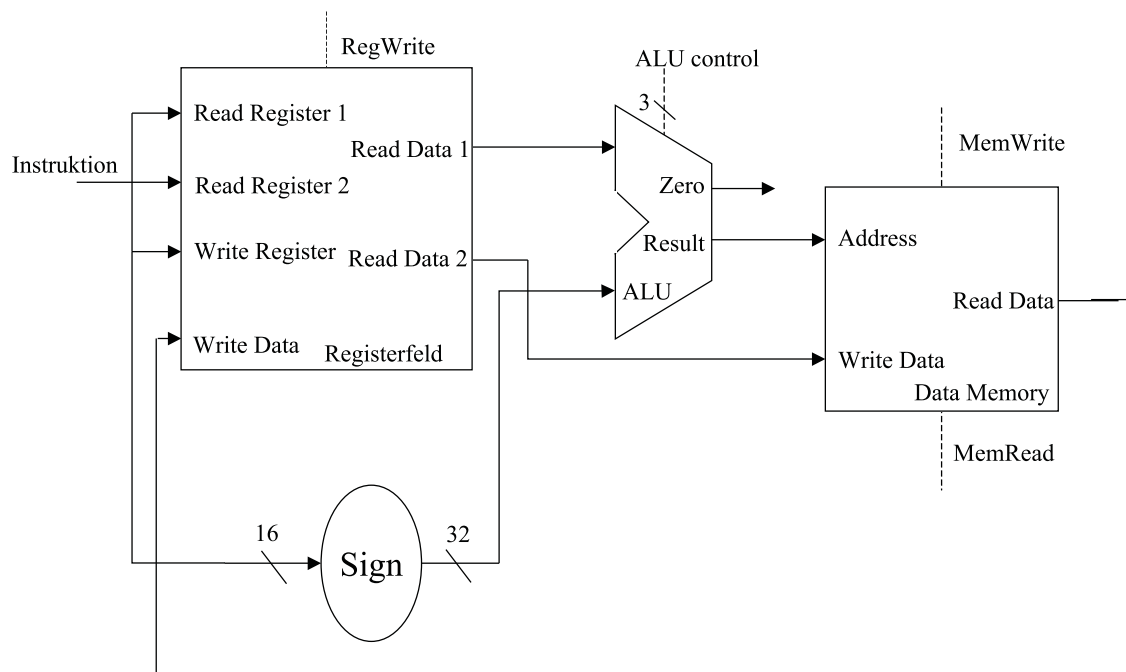 RegWrite
ALU control
3
Read Register 1
Read Data 1
MemWrite
Instruktion
Read Register 2
Zero
Write Register
Read Data 2
Result
Address
ALU
Read Data
Write Data
Registerfeld
Write Data
Data Memory
MemRead
16
32
Sign